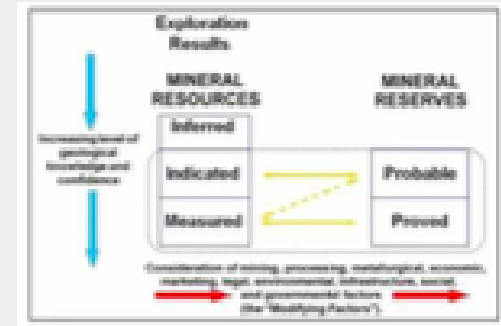 Exploration
Results
MINERAL
RESOURCES
MINERAL
RESERVES
Inferred
Increasing level of
geological
knowledge and
confidence
Indicated
Probable
Measured
Proved
Consideration of mining, processing, metallurgical, economic,
marketing, legal, environmental, infrastructure, social,
and governmental factors
(the "Modifying Factors").